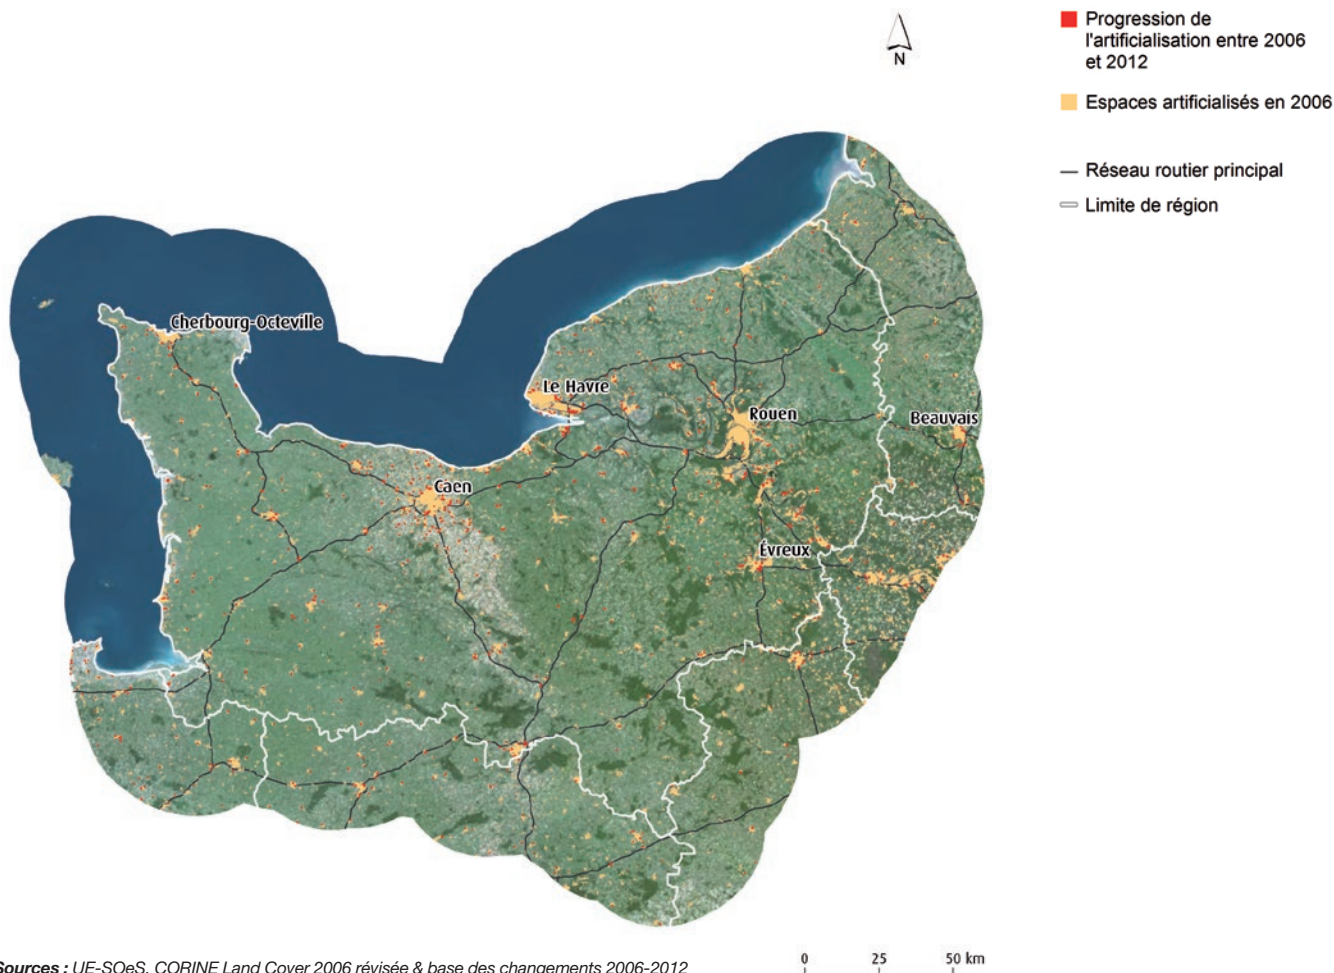 Progression de
l'artificialisation entre 2006
et 2012
Espaces artificialisés en 2006
Réseau routier principal
Limite de région
N
Cherbourg-Octeville
Le Havre
Rouen
Beauvais
Caen
Évreux
Sources : UE-SOeS, CORINE Land Cover 2006 révisée & base des changements 2006-2012
0 25 50 km